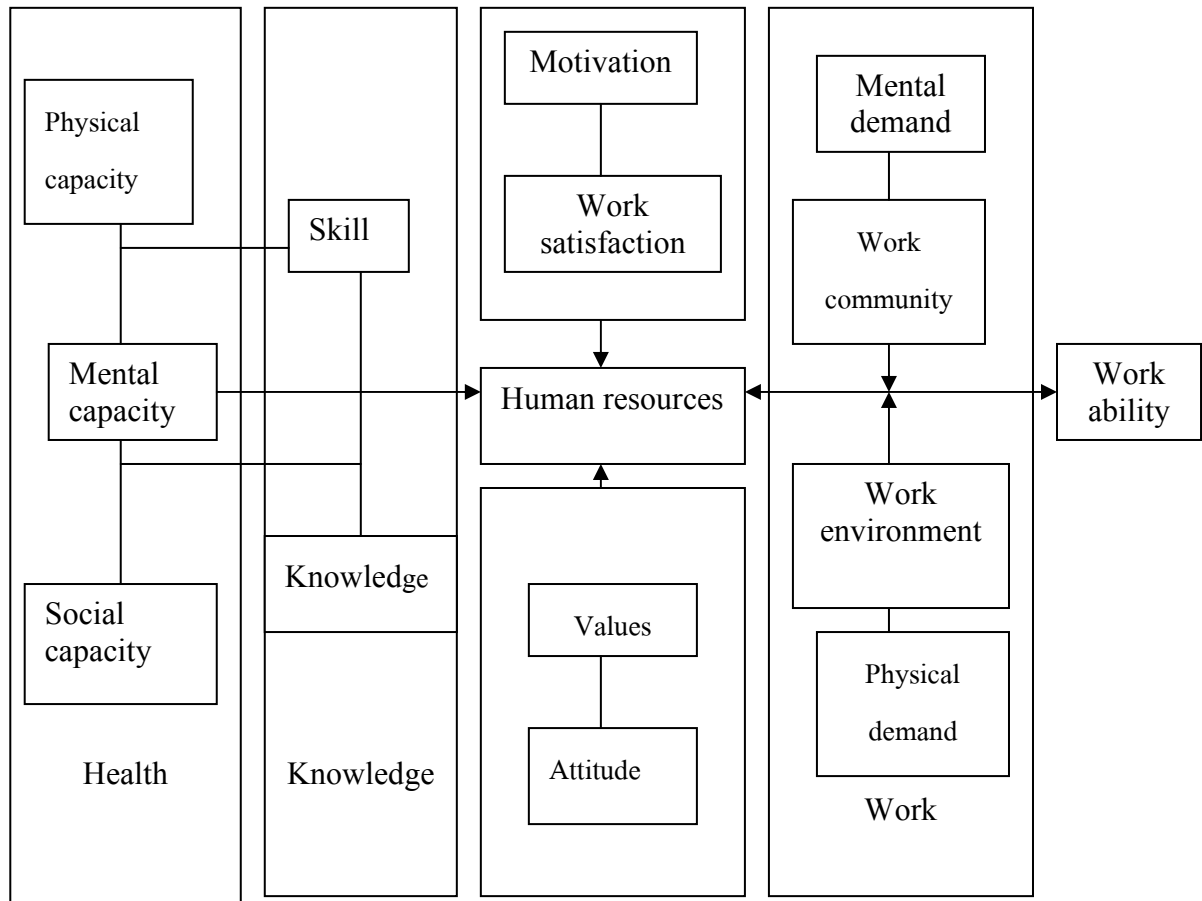 Physical
capacity
Mental
capacity
Social
capacity
Health
Skill
Knowledge
Knowledge
Motivation
Work
satisfaction
Human resources
Values
Attitude
Mental
demand
Work
community
Work
environment
Physical
demand
Work
Work
ability